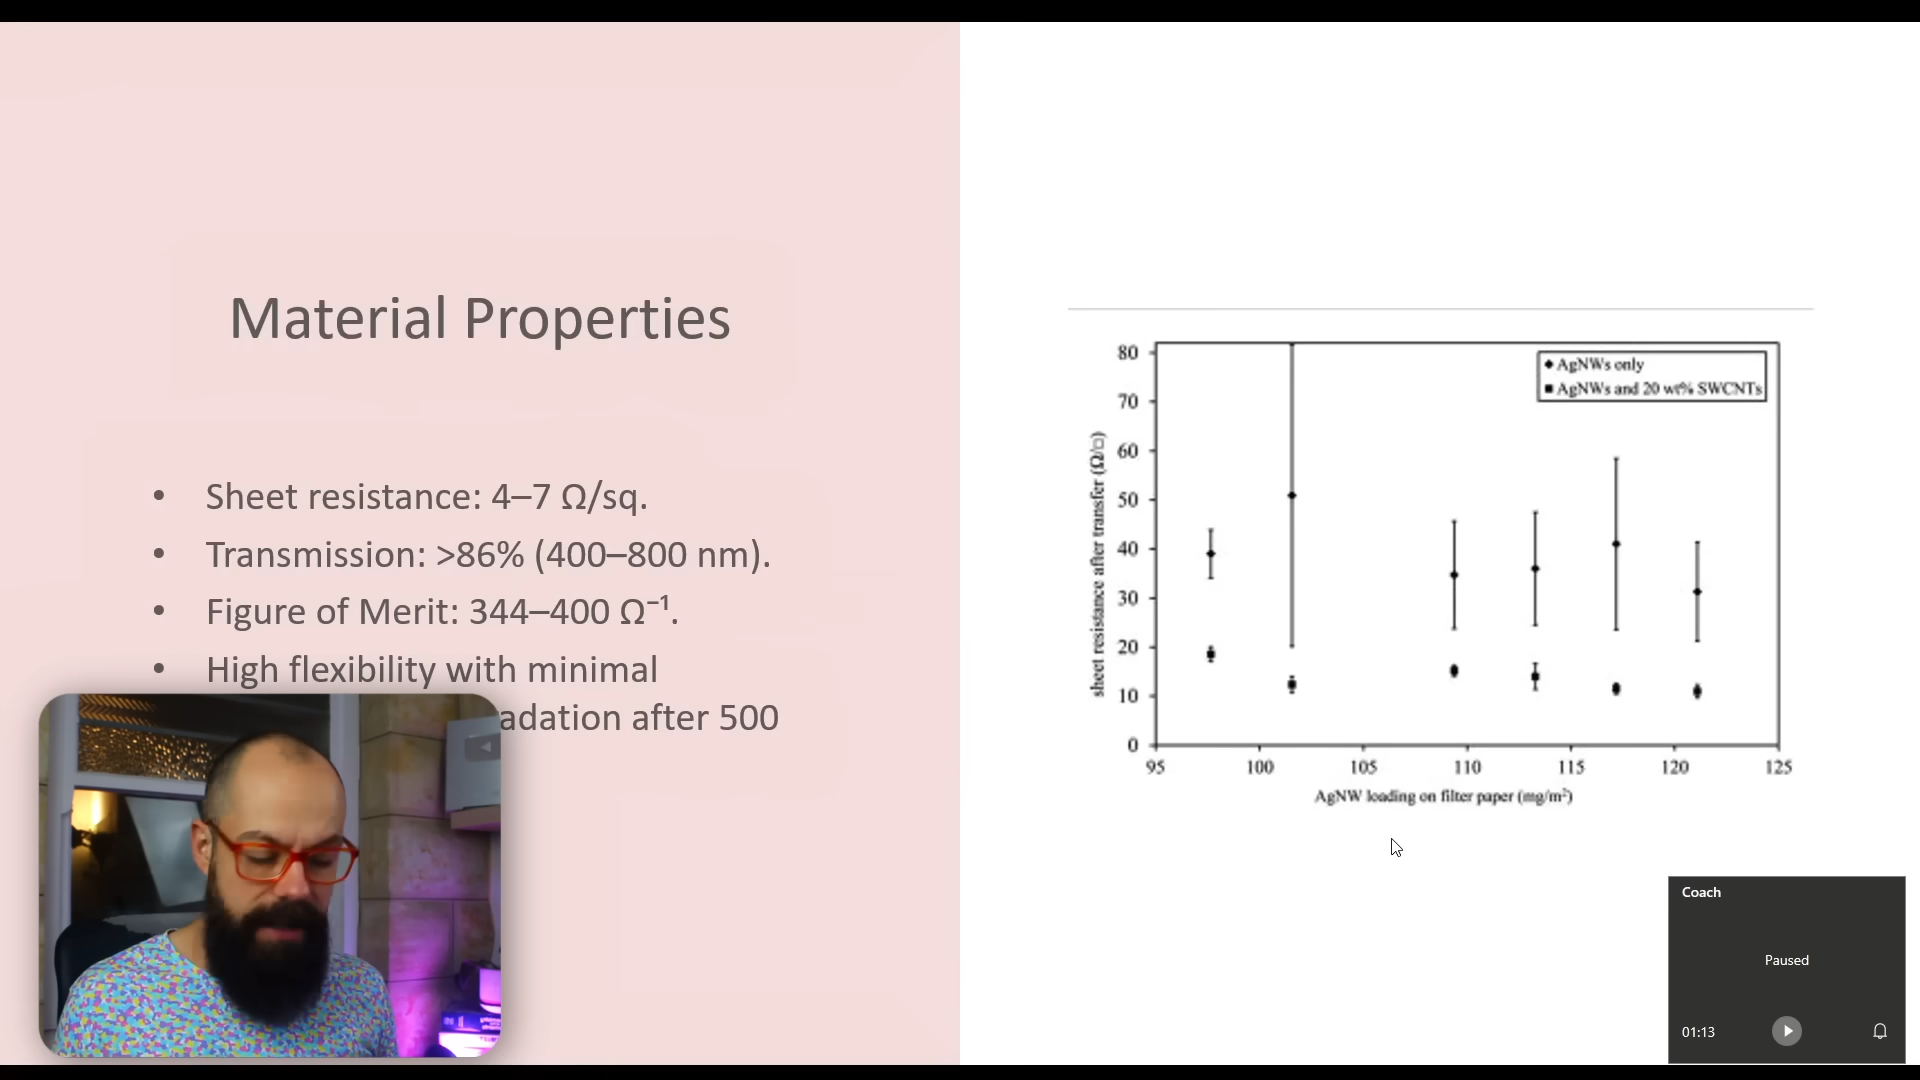 Material Properties
• Sheet resistance: 4–7 Ω/sq.
• Transmission: >86% (400–800 nm).
• Figure of Merit: 344–400 Ω⁻¹.
• High flexibility with minimal
adation after 500
80
70
60
50
40
30
20
10
0
sheet resistance after transfer (Ω/□)
AgNWs only
AgNWs and 20 wt% SWCNTs
95 100 105 110 115 120 125
AgNW loading on filter paper (mg/m²)
Coach
Paused
01:13